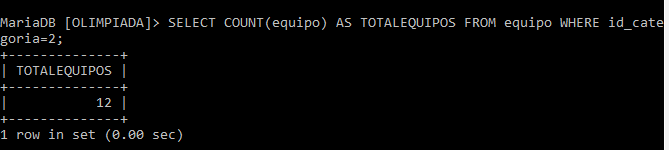 MariaDB [OLIMPIADA]> SELECT COUNT(equipo) AS TOTALEQUIPOS FROM equipo WHERE id_cate
goria=2;
+--------------+
| TOTALEQUIPOS |
+--------------+
|           12 |
+--------------+
1 row in set (0.00 sec)